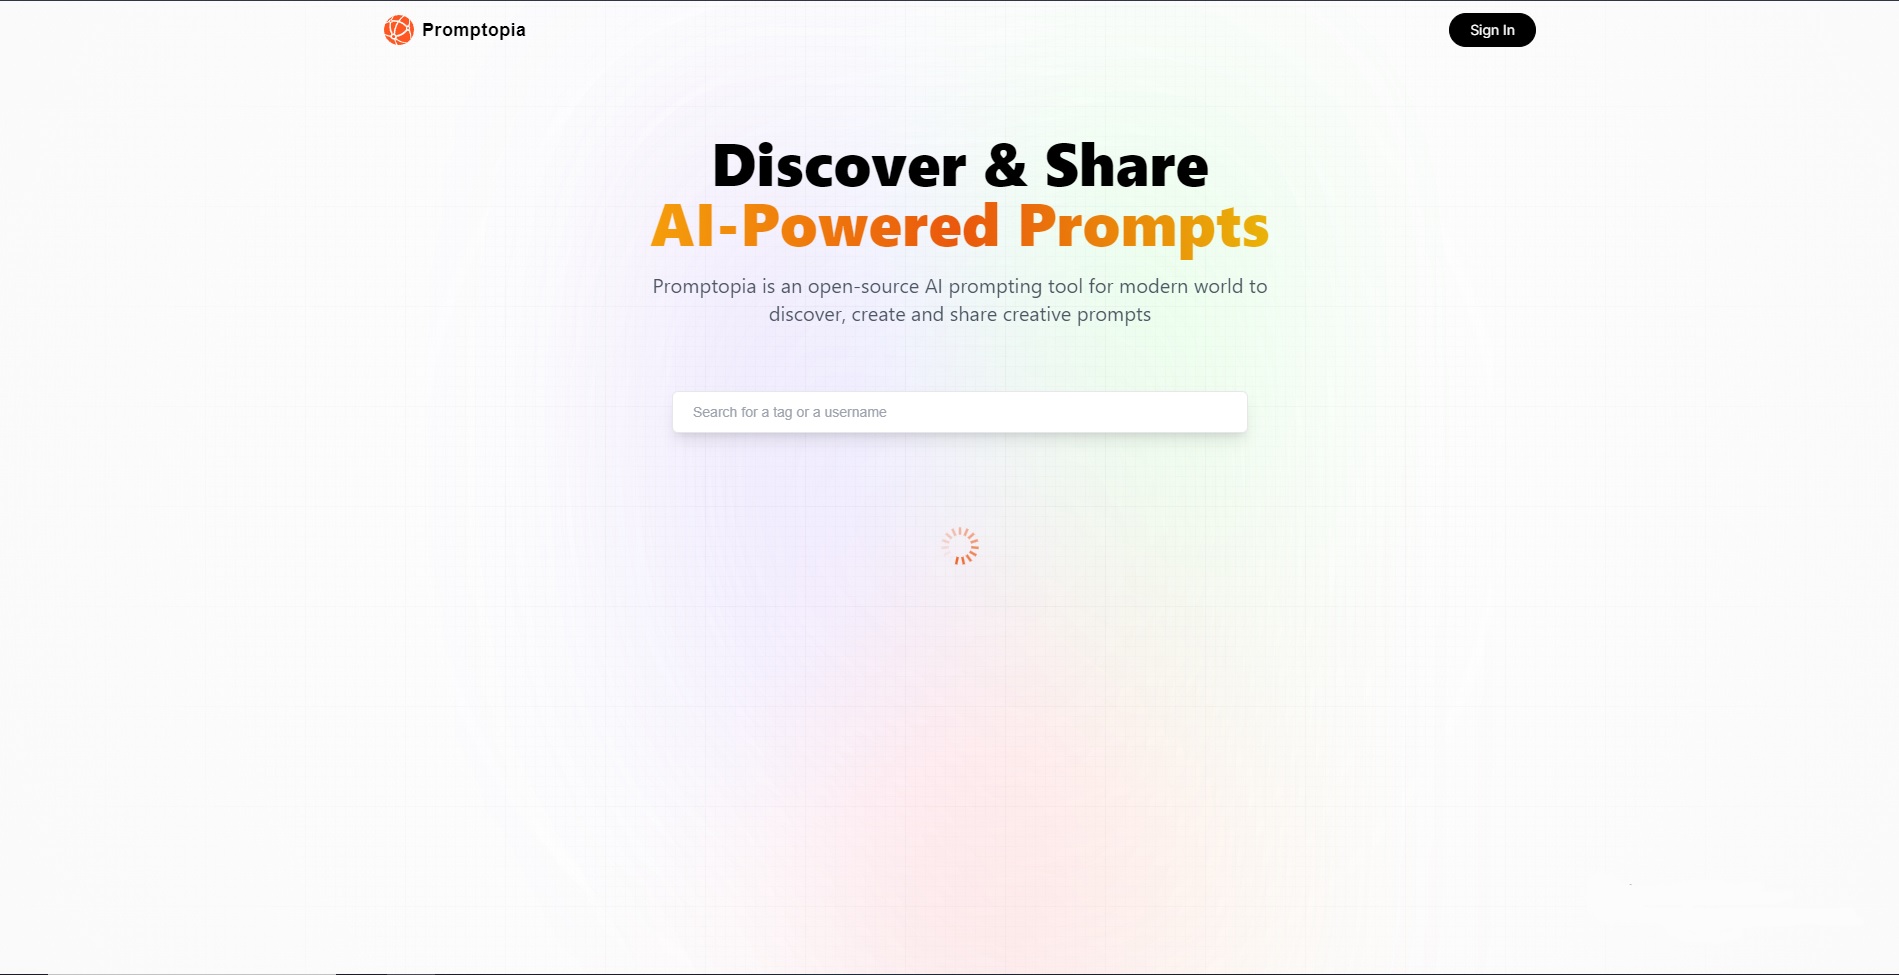 Promptopia
Sign In
Discover & Share
AI-Powered Prompts
Promptopia is an open-source AI prompting tool for modern world to
discover, create and share creative prompts
Search for a tag or a username